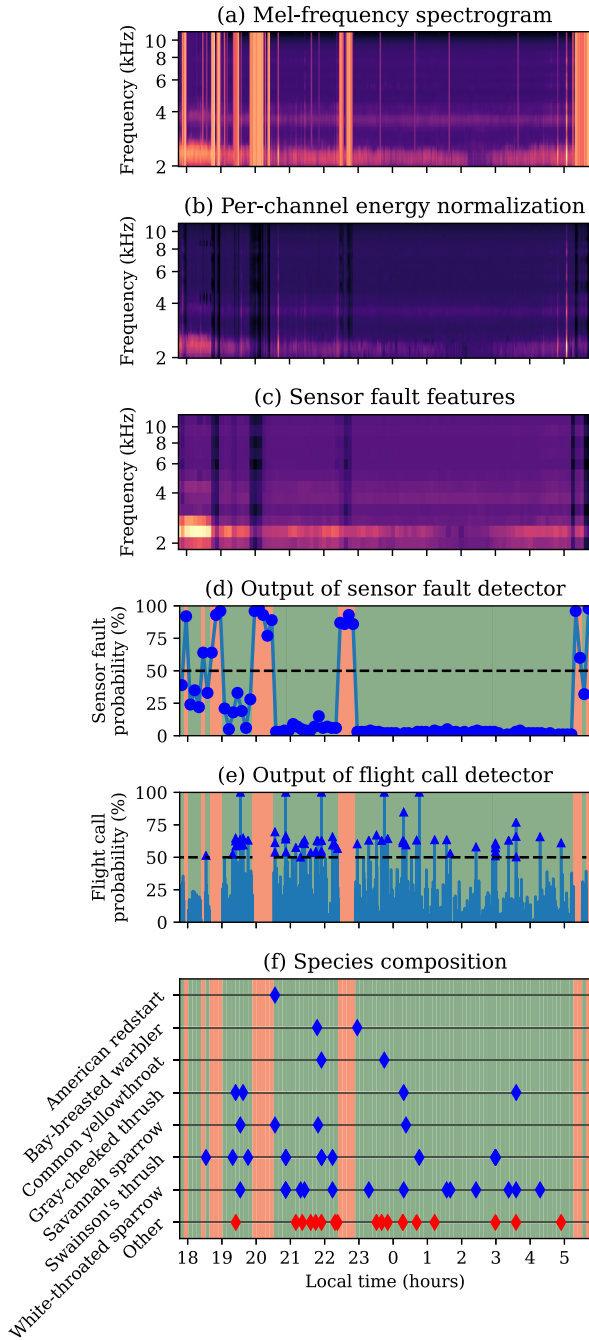 (a) Mel-frequency spectrogram
Frequency (kHz)
10
8
6
4
2
(b) Per-channel energy normalization
Frequency (kHz)
10
8
6
4
2
(c) Sensor fault features
Frequency (kHz)
10
8
6
4
2
(d) Output of sensor fault detector
Sensor fault
probability (%)
100
75
50
25
0
(e) Output of flight call detector
Flight call
probability (%)
100
75
50
25
0
(f) Species composition
American redstart
Bay-breasted warbler
Common yellowthroat
Gray-cheeked thrush
Savannah sparrow
Swainson's thrush
White-throated sparrow
Other
18 19 20 21 22 23 0 1 2 3 4 5
Local time (hours)